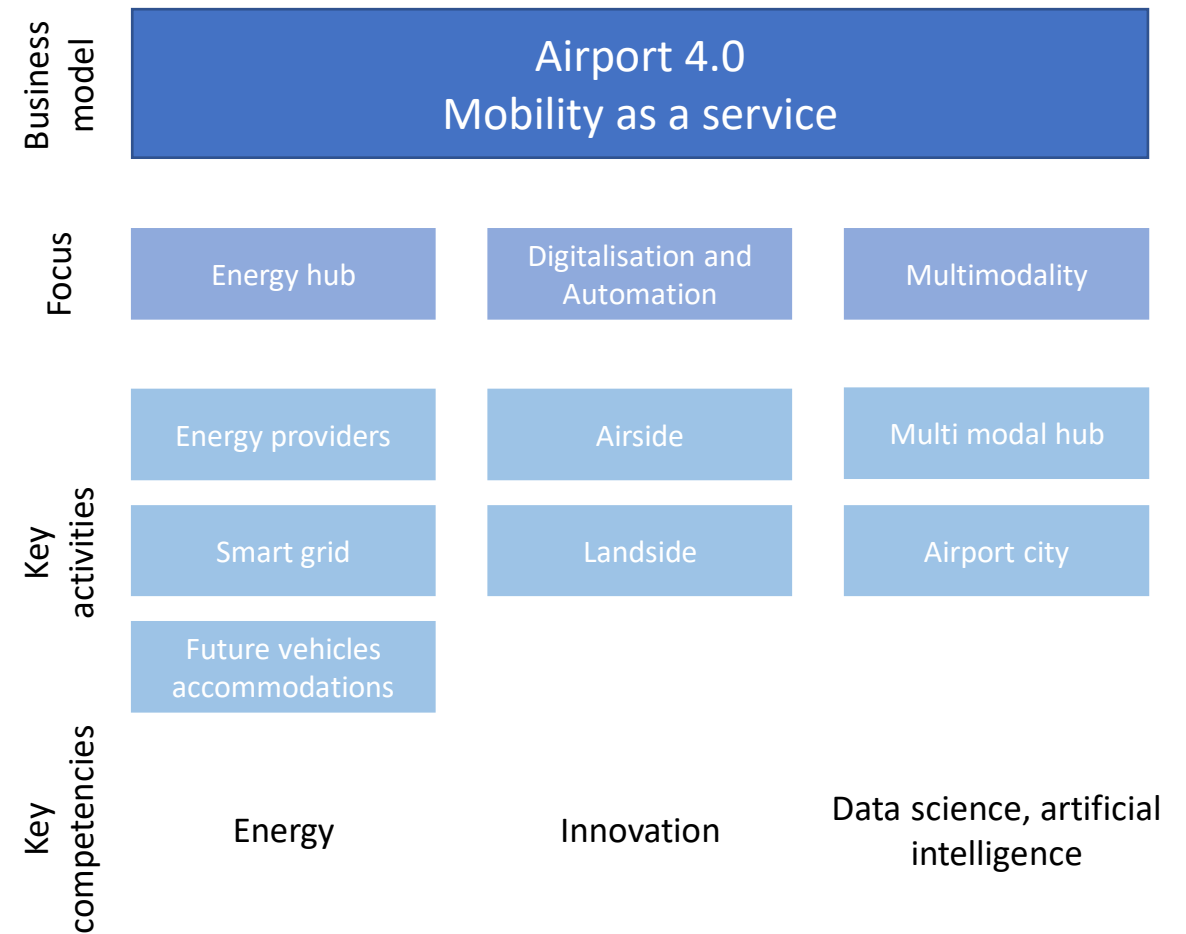 Business
model
Airport 4.0
Mobility as a service
Focus
Energy hub
Digitalisation and
Automation
Multimodality
Key
activities
Energy providers
Airside
Multi modal hub
Smart grid
Landside
Airport city
Future vehicles
accommodations
Key
competencies
Energy
Innovation
Data science, artificial
intelligence